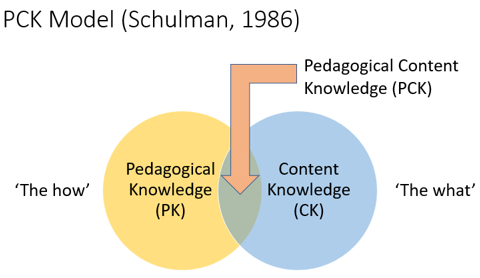 PCK Model (Schulman, 1986)
Pedagogical Content
Knowledge (PCK)
Pedagogical
Knowledge
(PK)
Content
Knowledge
(CK)
‘The how’
‘The what’